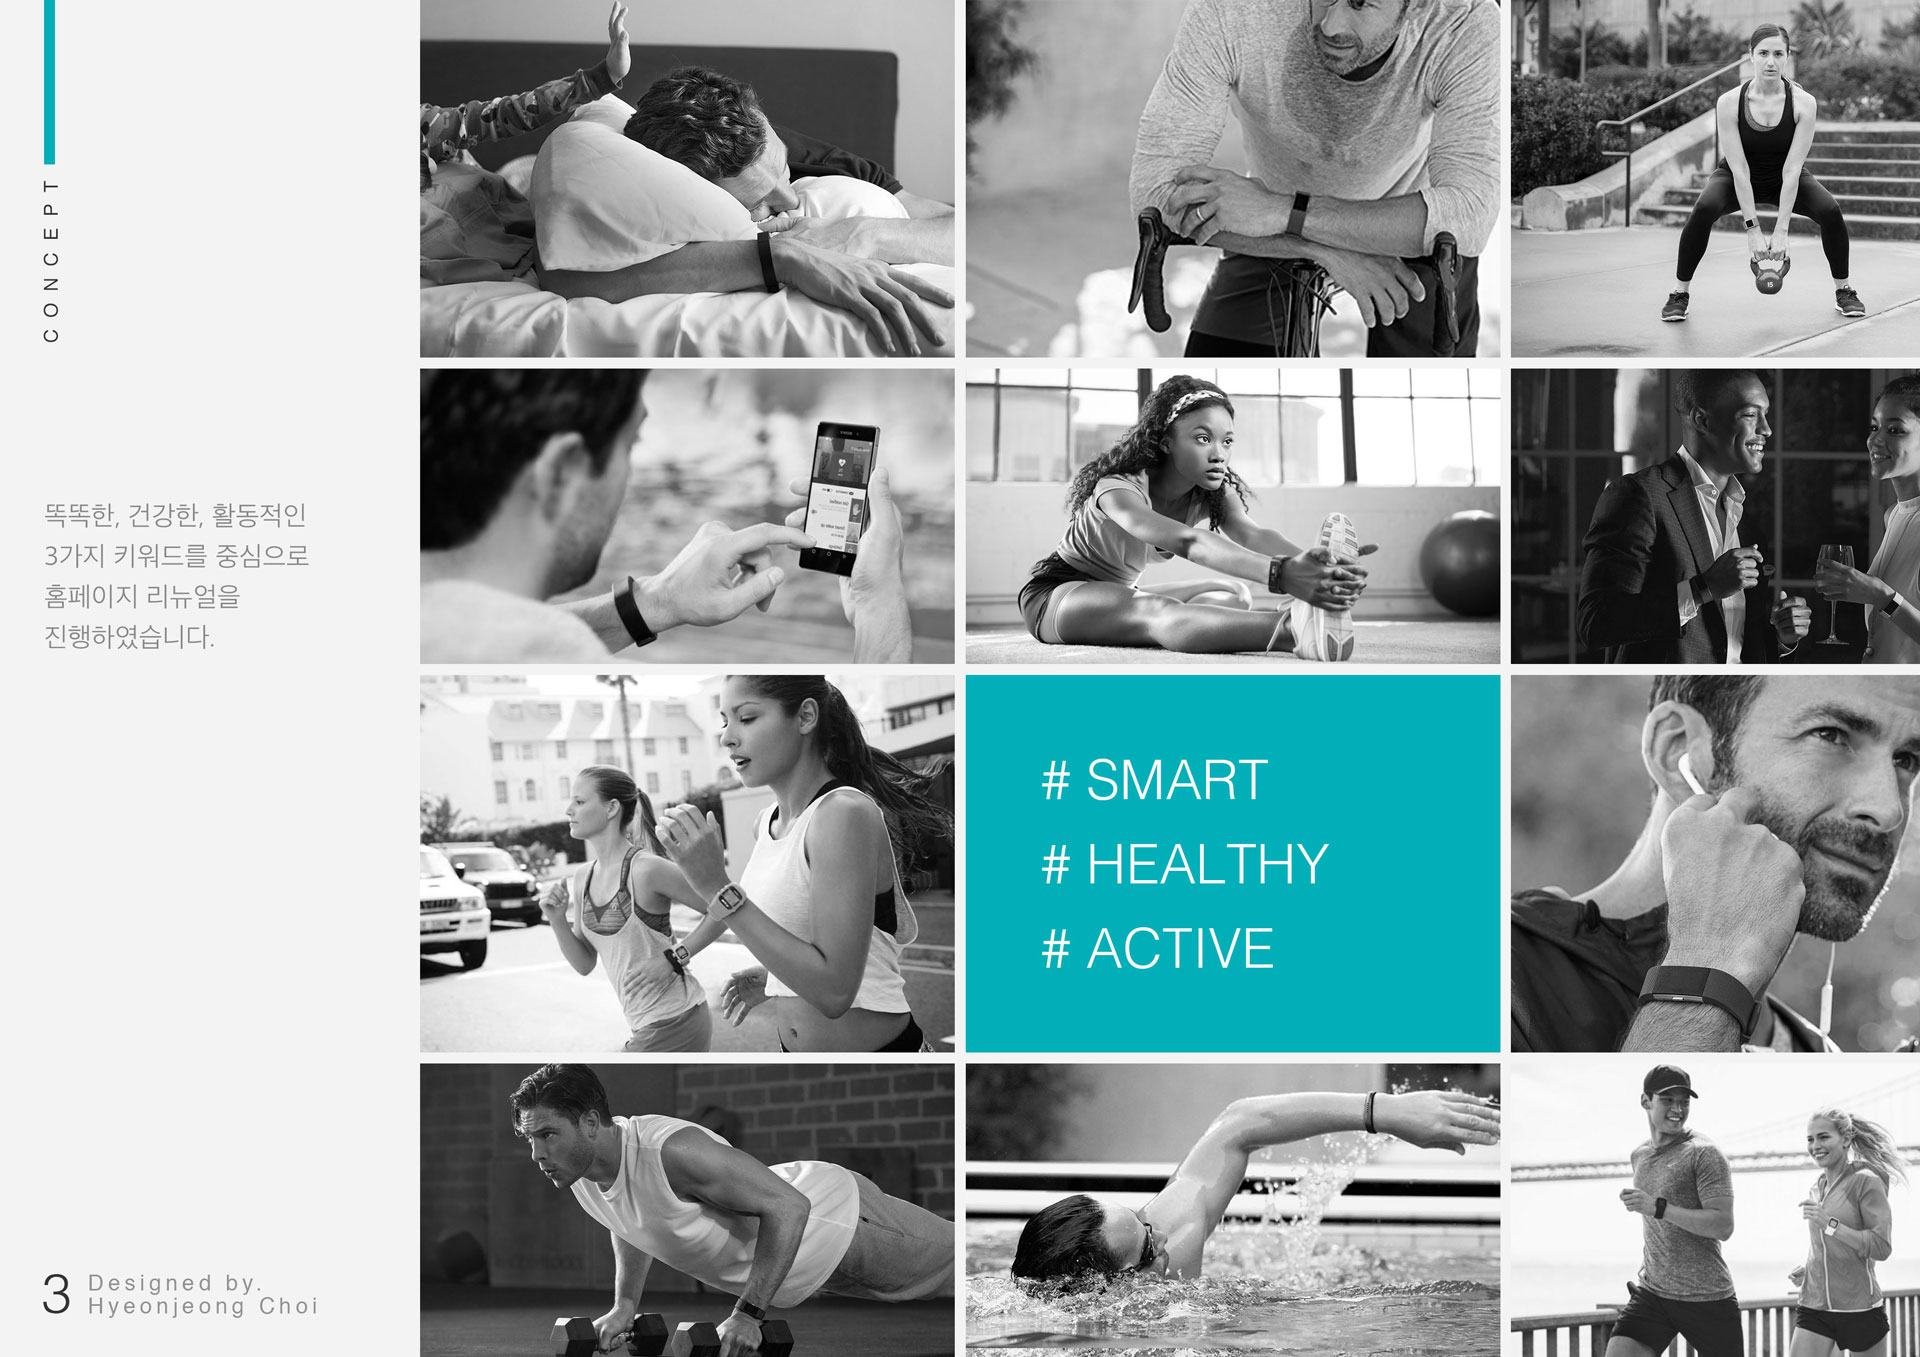 CONCEPT
똑똑한, 건강한, 활동적인
3가지 키워드를 중심으로
홈페이지 리뉴얼을
진행하였습니다.
# SMART
# HEALTHY
# ACTIVE
15
3
Designed by.
Hyeonjeong Choi